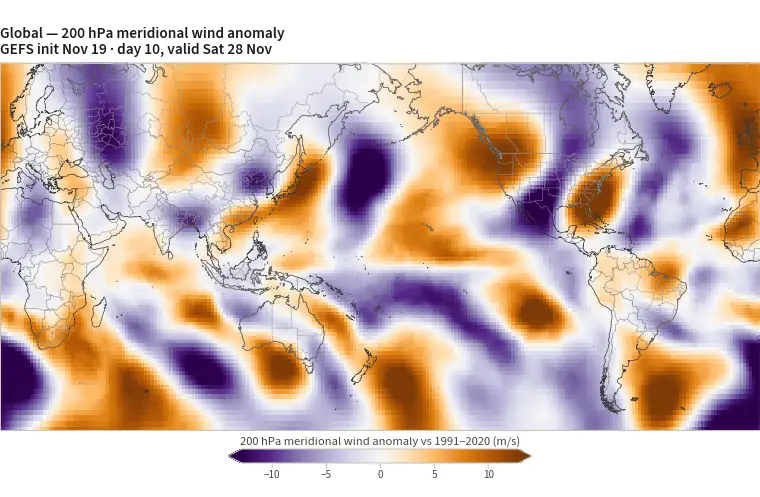 Global — 200 hPa meridional wind anomaly
GEFS init Nov 19 · day 10, valid Sat 28 Nov
200 hPa meridional wind anomaly vs 1991–2020 (m/s)
−10 −5 0 5 10